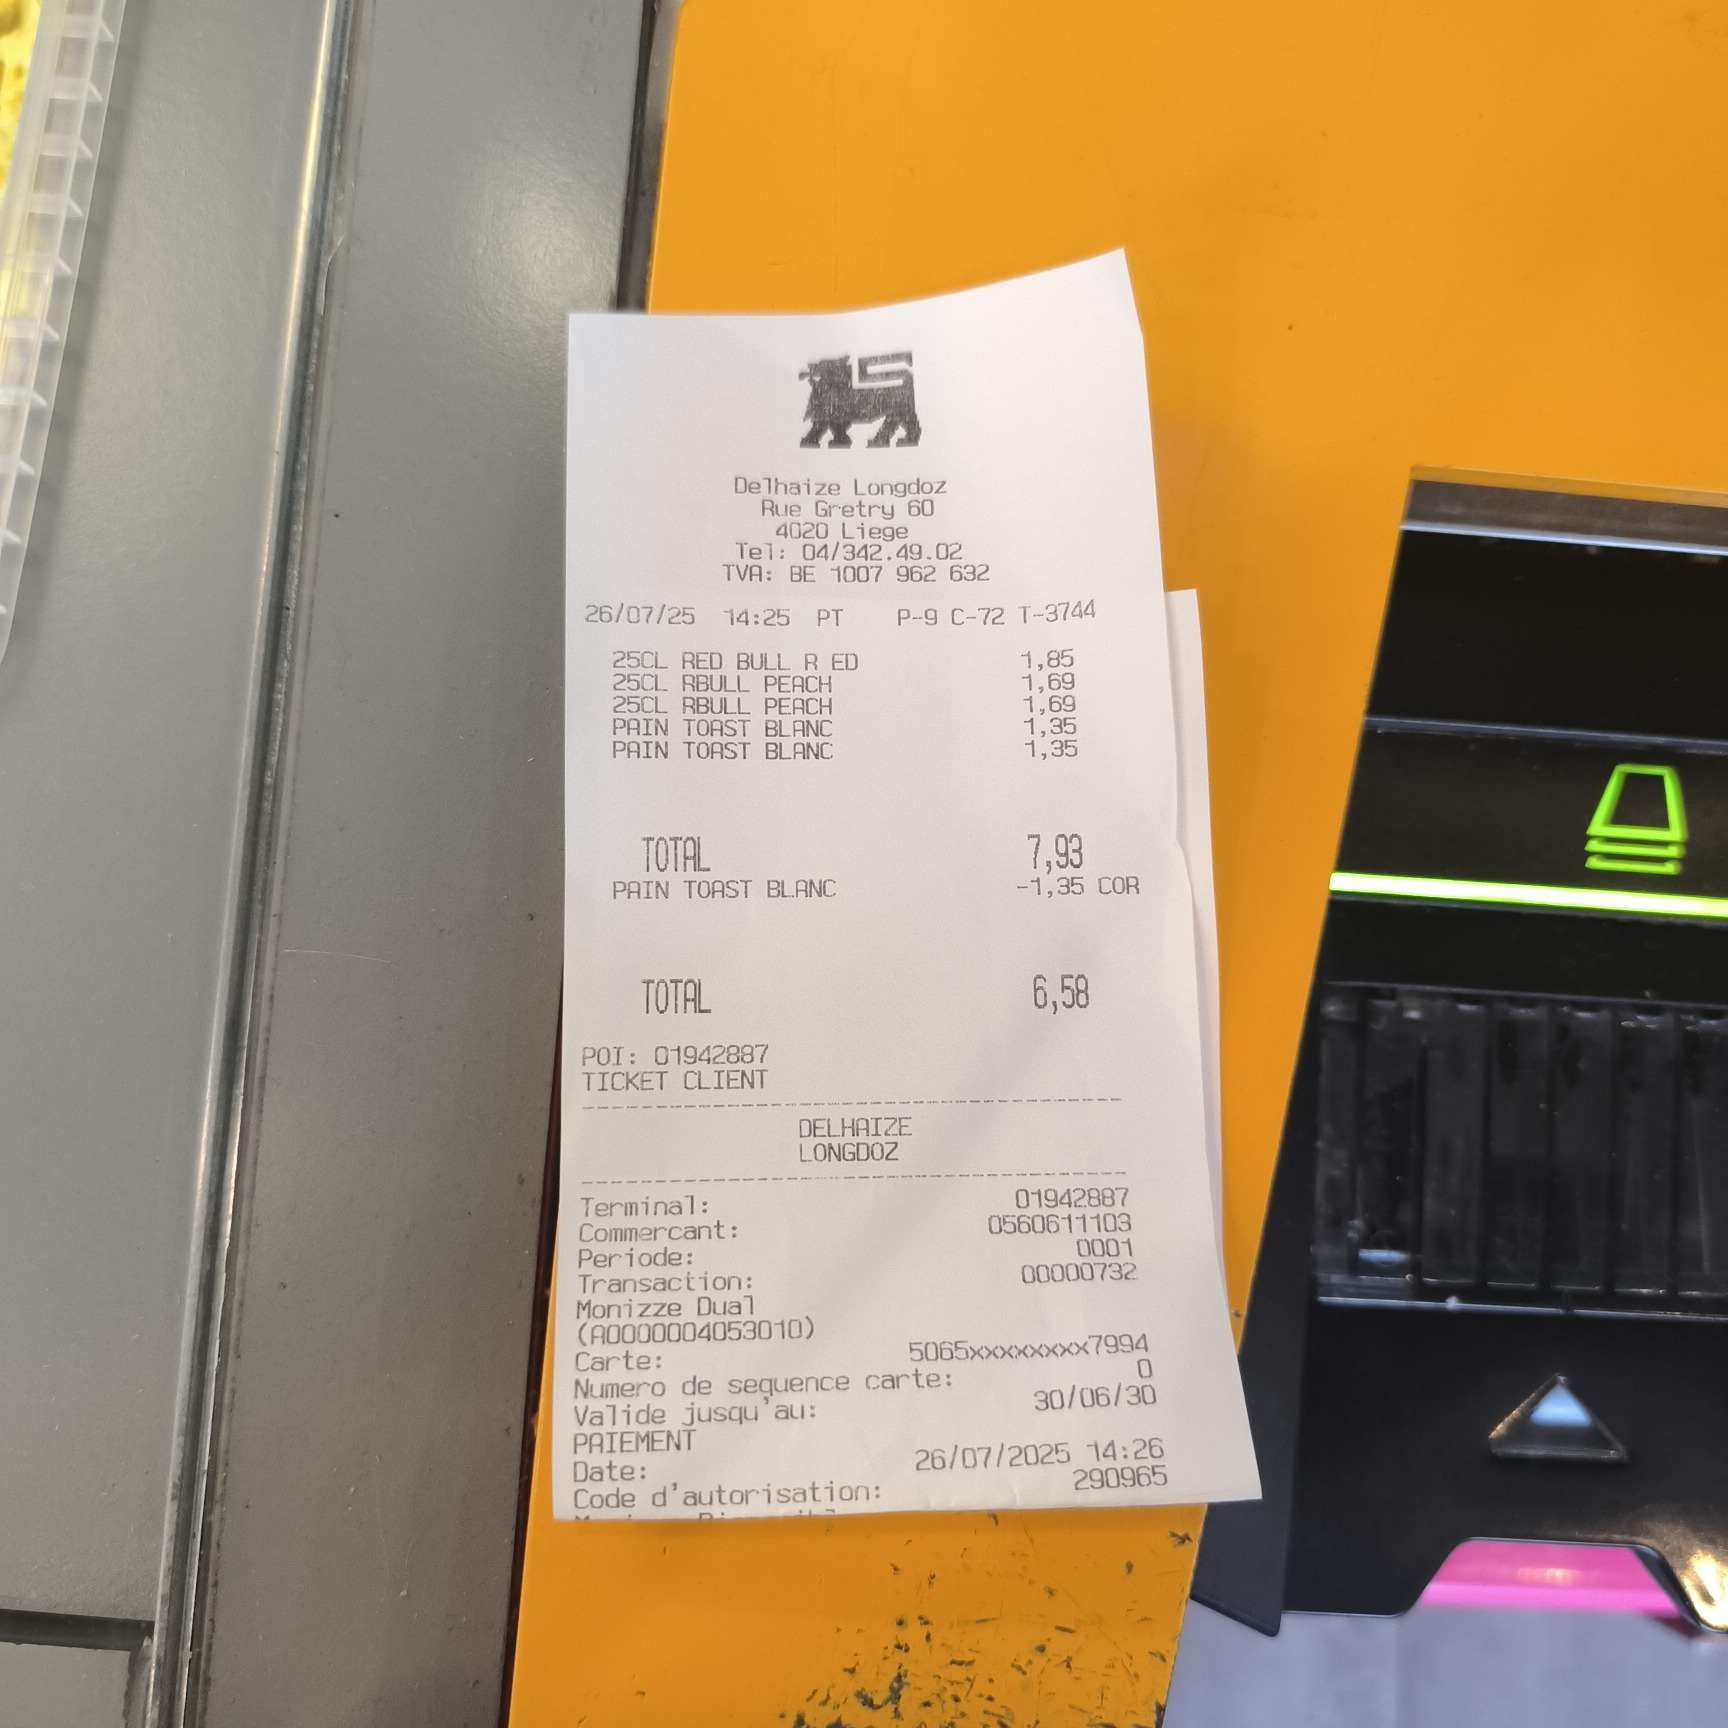 Delhaize Longdoz
Rue Gretry 60
4020 Liege
Tel: 04/342.49.02
TVA: BE 1007 962 632
26/07/25 14:25 PT P-9 C-72 T-3744
25CL RED BULL R ED 1,85
25CL RBULL PEACH 1,69
25CL RBULL PEACH 1,69
PAIN TOAST BLANC 1,35
PAIN TOAST BLANC 1,35
TOTAL 7,93
PAIN TOAST BLANC -1,35 COR
TOTAL 6,58
POI: 01942887
TICKET CLIENT
DELHAIZE
LONGDOZ
Terminal: 01942887
Commercant: 0560611103
Periode: 0001
Transaction: 00000732
Monizze Dual
(A0000004053010)
Carte: 5065xxxxxxxxx7994
Numero de sequence carte: 0
Valide jusqu'au: 30/06/30
PAIEMENT
Date: 26/07/2025 14:26
Code d'autorisation: 290965